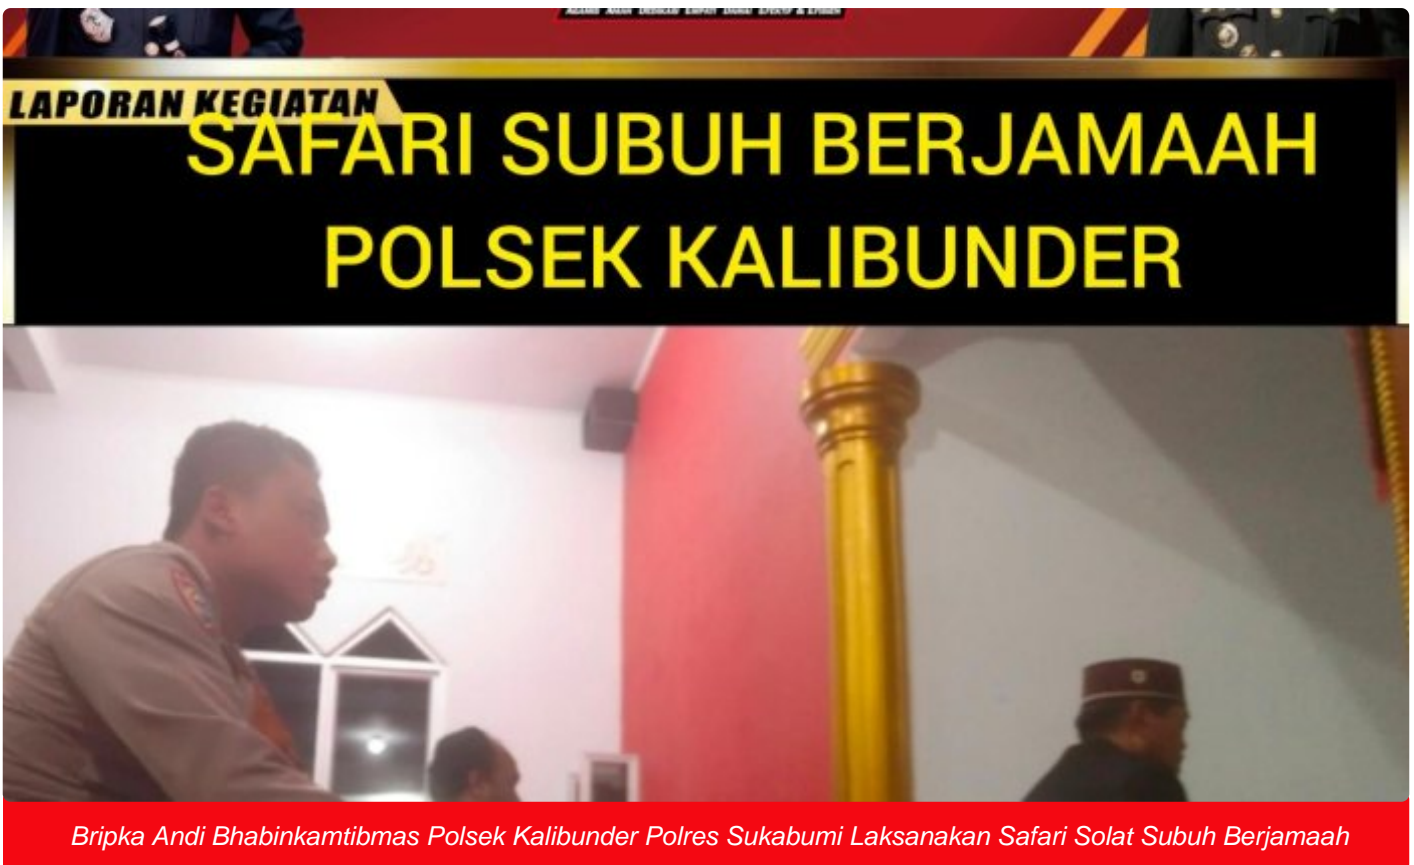 LAPORAN KEGIATAN
SAFARI SUBUH BERJAMAAH
POLSEK KALIBUNDER
Bripka Andi Bhabinkamtibmas Polsek Kalibunder Polres Sukabumi Laksanakan Safari Solat Subuh Berjamaah